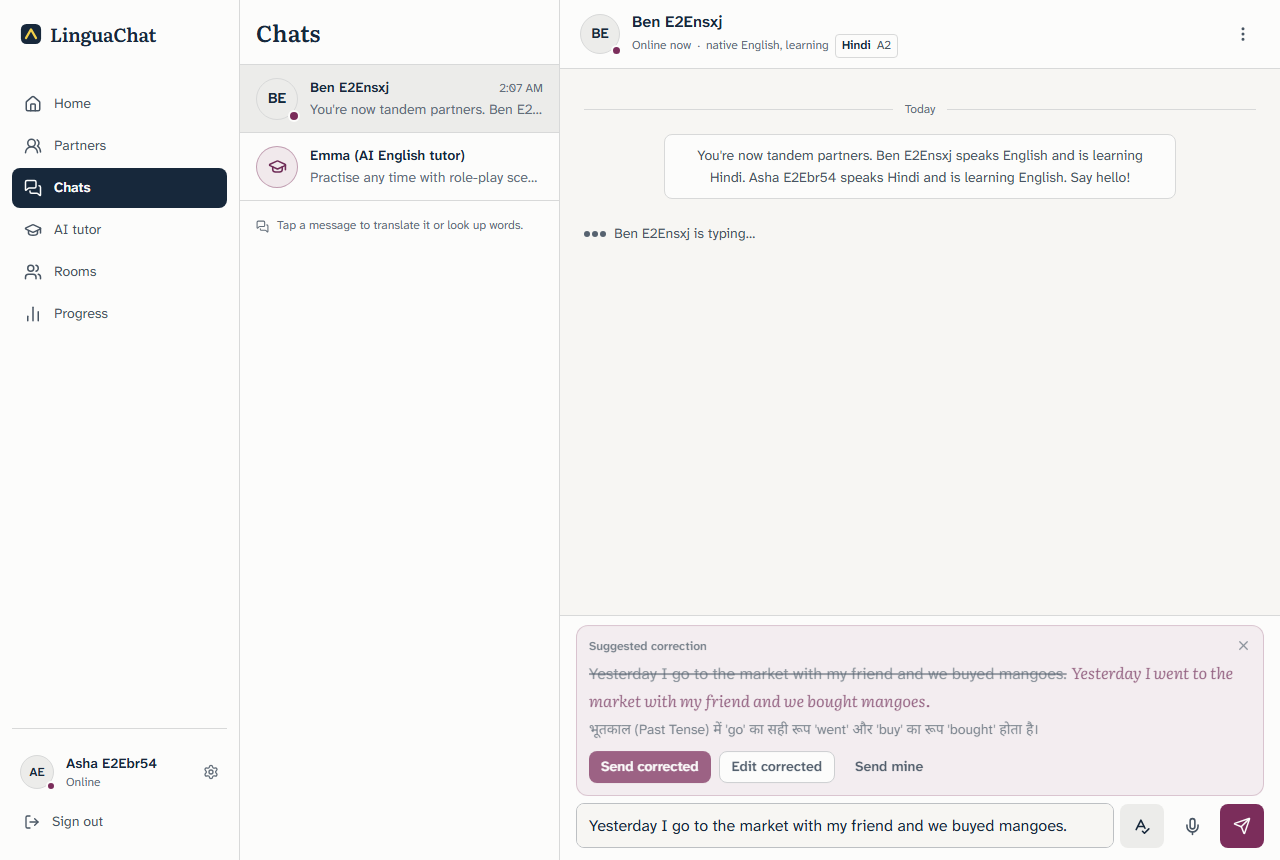 LinguaChat
Home
Partners
Chats
AI tutor
Rooms
Progress
AE
Asha E2Ebr54
Online
Sign out
Chats
BE
Ben E2Ensxj
2:07 AM
You're now tandem partners. Ben E2...
Emma (AI English tutor)
Practise any time with role-play sce...
Tap a message to translate it or look up words.
BE
Ben E2Ensxj
Online now · native English, learning Hindi A2
Today
You're now tandem partners. Ben E2Ensxj speaks English and is learning
Hindi. Asha E2Ebr54 speaks Hindi and is learning English. Say hello!
Ben E2Ensxj is typing...
Suggested correction
Yesterday I go to the market with my friend and we buyed mangoes. Yesterday I went to the
market with my friend and we bought mangoes.
भूतकाल (Past Tense) में 'go' का सही रूप 'went' और 'buy' का रूप 'bought' होता है।
Send corrected
Edit corrected
Send mine
Yesterday I go to the market with my friend and we buyed mangoes.